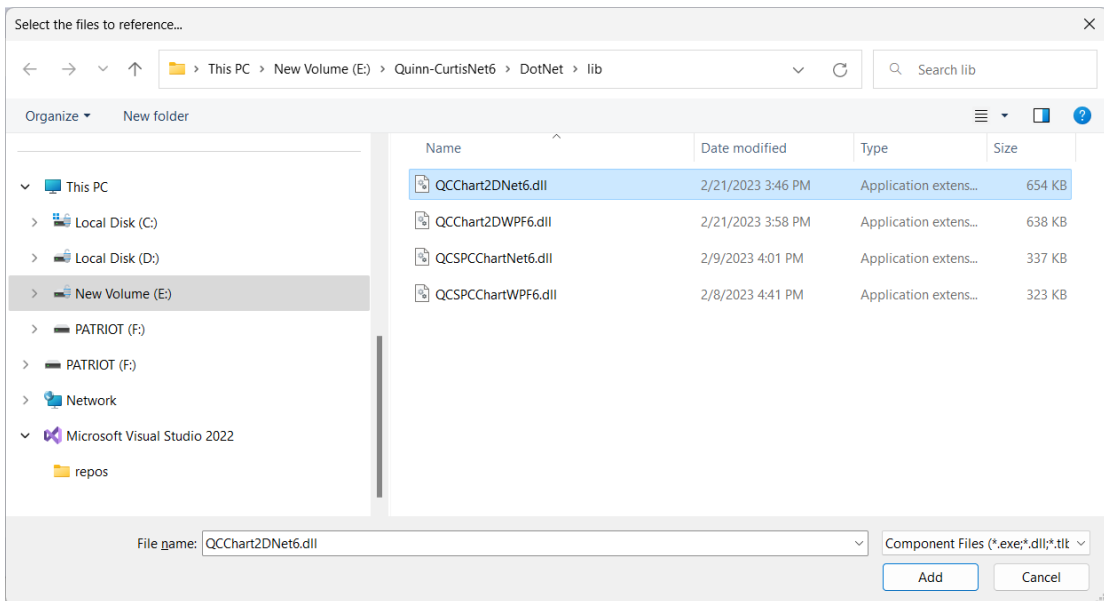 Select the files to reference...
This PC > New Volume (E:) > Quinn-CurtisNet6 > DotNet > lib
Search lib
Organize
New folder
Name Date modified Type Size
This PC
Local Disk (C:)
Local Disk (D:)
New Volume (E:)
PATRIOT (F:)
PATRIOT (F:)
Network
Microsoft Visual Studio 2022
repos
QCChart2DNet6.dll 2/21/2023 3:46 PM Application extens... 654 KB
QCChart2DWPF6.dll 2/21/2023 3:58 PM Application extens... 638 KB
QCSPCChartNet6.dll 2/9/2023 4:01 PM Application extens... 337 KB
QCSPCChartWPF6.dll 2/8/2023 4:41 PM Application extens... 323 KB
File name: QCChart2DNet6.dll
Component Files (*.exe;*.dll;*.tlb
Add Cancel